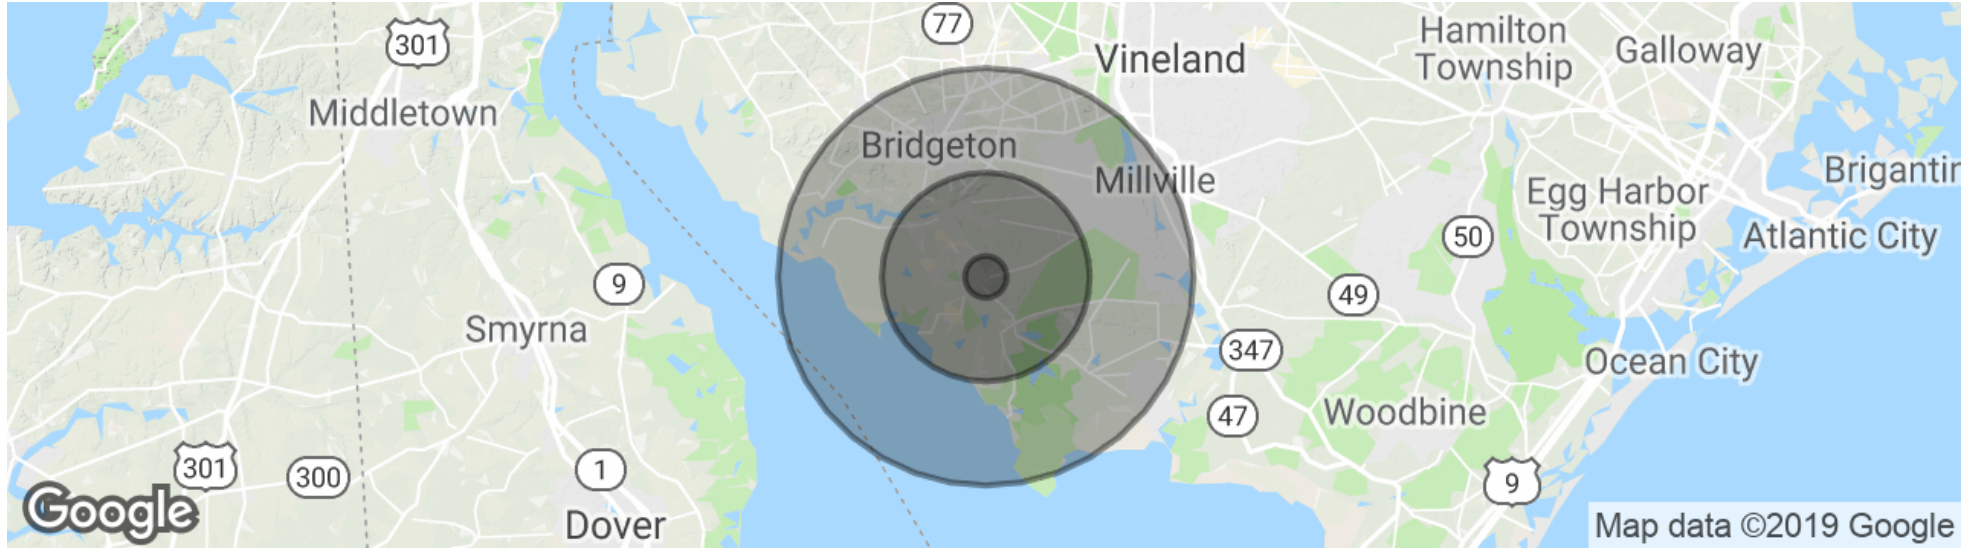 77
301
Hamilton
Township
Galloway
Vineland
Middletown
Bridgeton
Millville
Brigantin
Egg Harbor
Township
50
Atlantic City
9
49
Smyrna
347
Ocean City
47
Woodbine
301
300
1
9
Google
Dover
Map data ©2019 Google